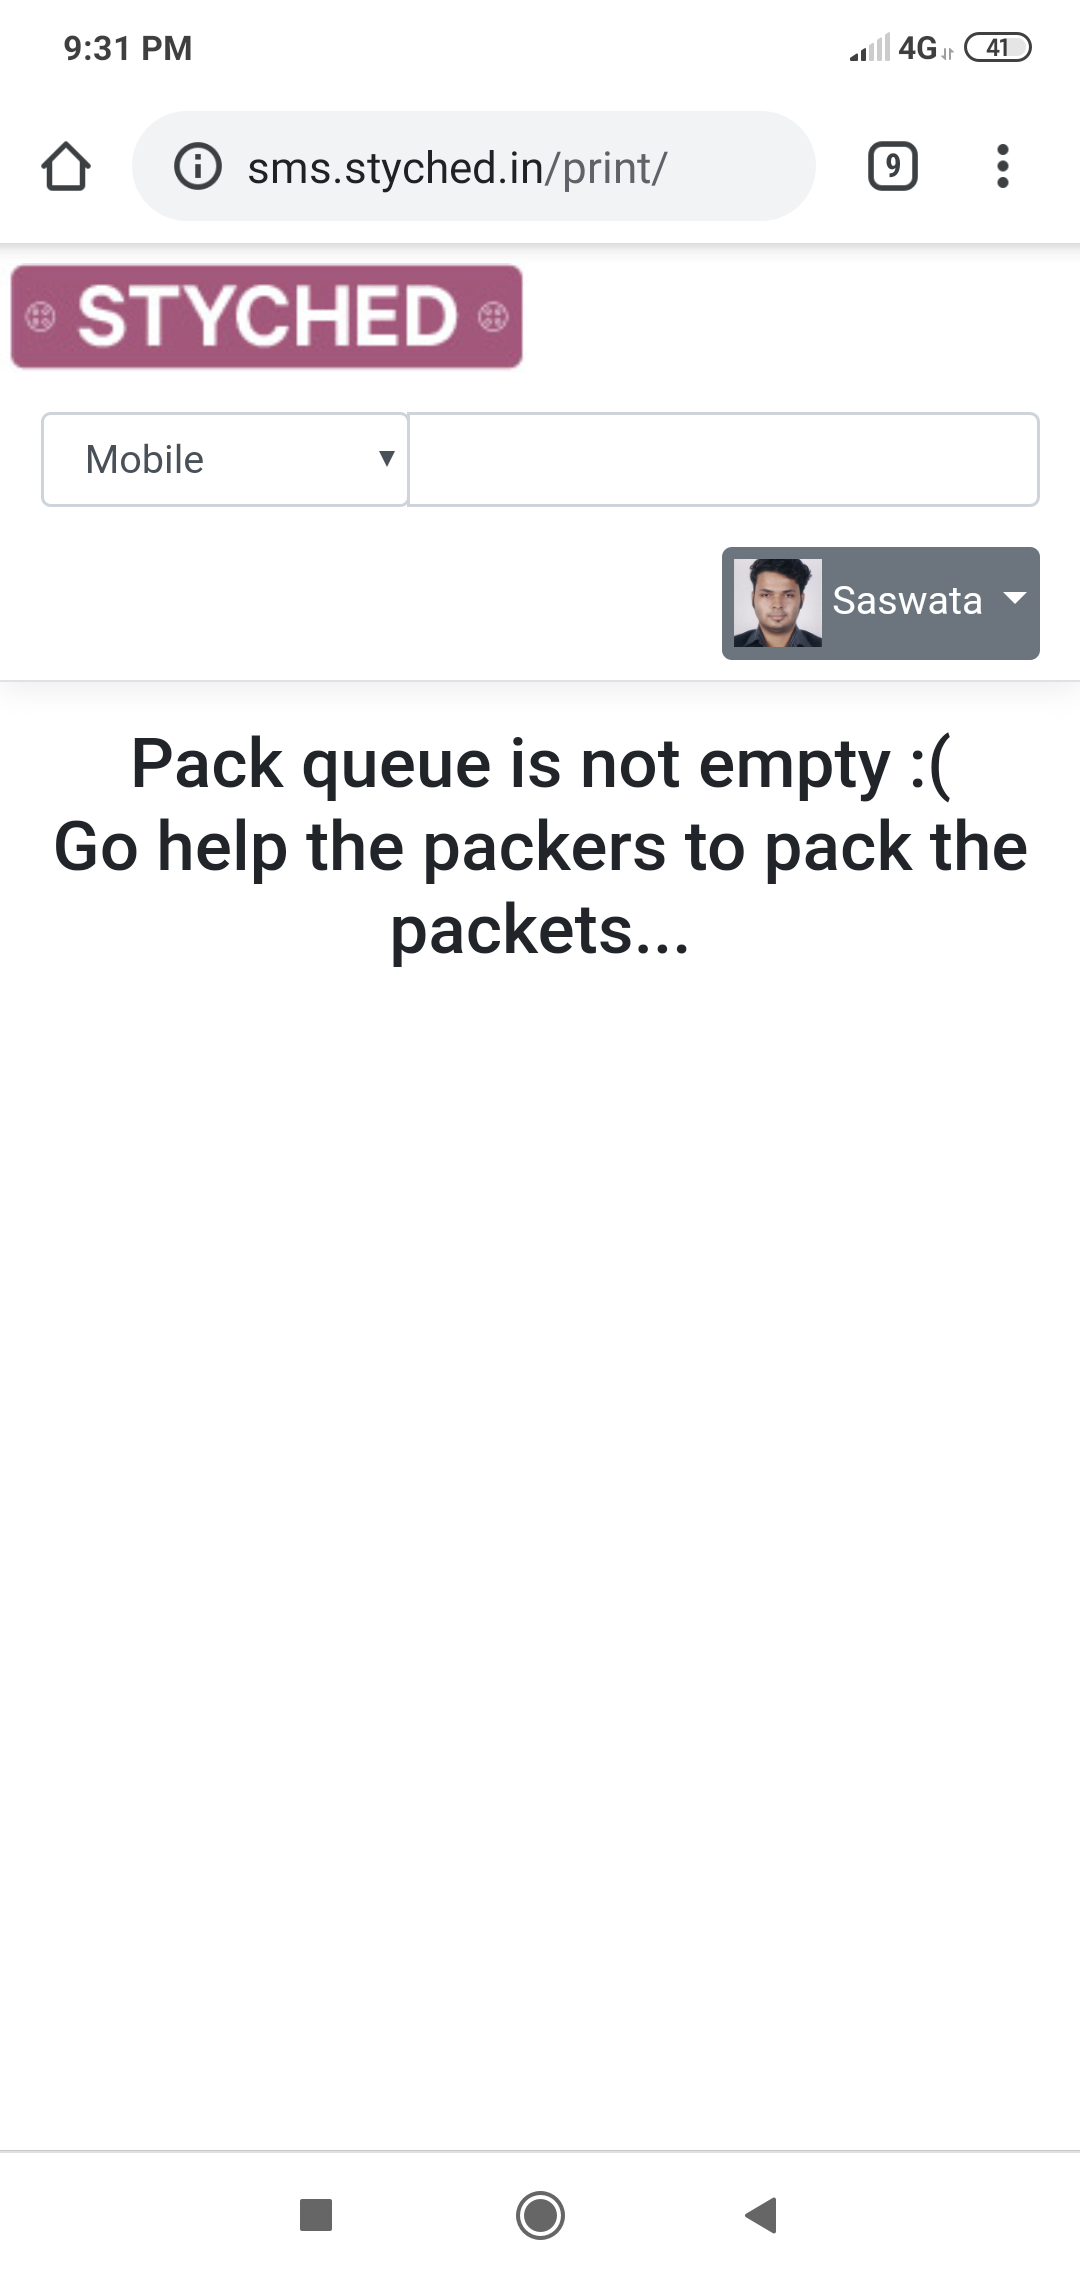 9:31 PM
4G
41
sms.styched.in/print/
9
STYCHED
Mobile
Saswata
Pack queue is not empty :(
Go help the packers to pack the
packets...